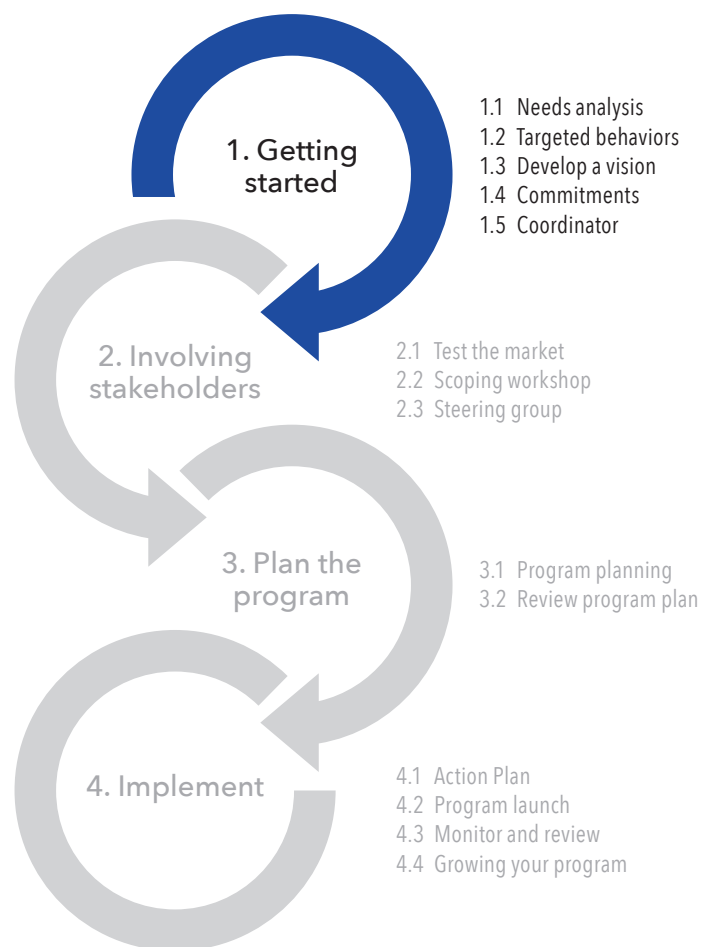 1. Getting
started
1.1 Needs analysis
1.2 Targeted behaviors
1.3 Develop a vision
1.4 Commitments
1.5 Coordinator
2. Involving
stakeholders
2.1 Test the market
2.2 Scoping workshop
2.3 Steering group
3. Plan the
program
3.1 Program planning
3.2 Review program plan
4. Implement
4.1 Action Plan
4.2 Program launch
4.3 Monitor and review
4.4 Growing your program